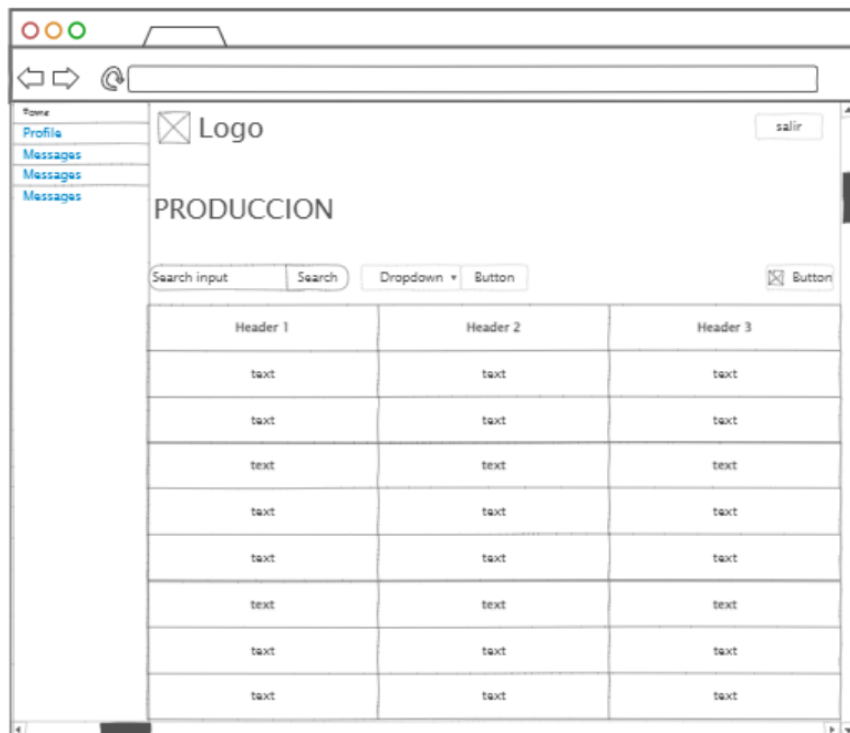 Home
Profile
Messages
Messages
Messages
Logo
salir
PRODUCCION
Search input Search Dropdown Button Button
Header 1 Header 2 Header 3
text text text
text text text
text text text
text text text
text text text
text text text
text text text
text text text